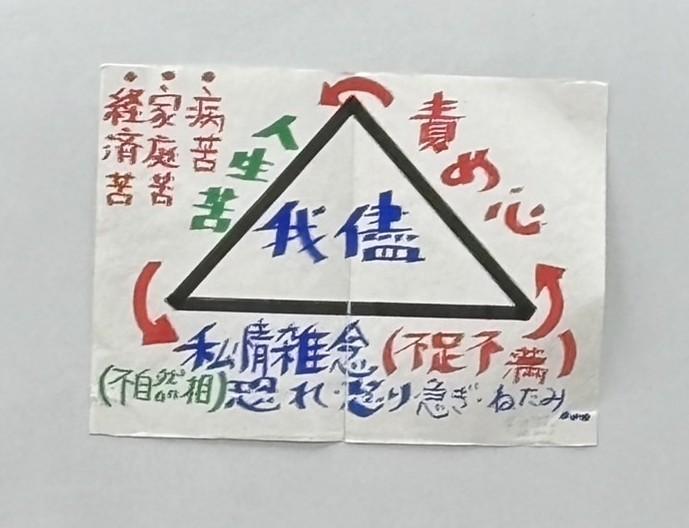 ・病苦
・家庭苦
・経済苦
人生苦
責め心
我儘
私情雑念(不足不満)
(不自然相)恐れ・怒り急ぎ・ねたみ